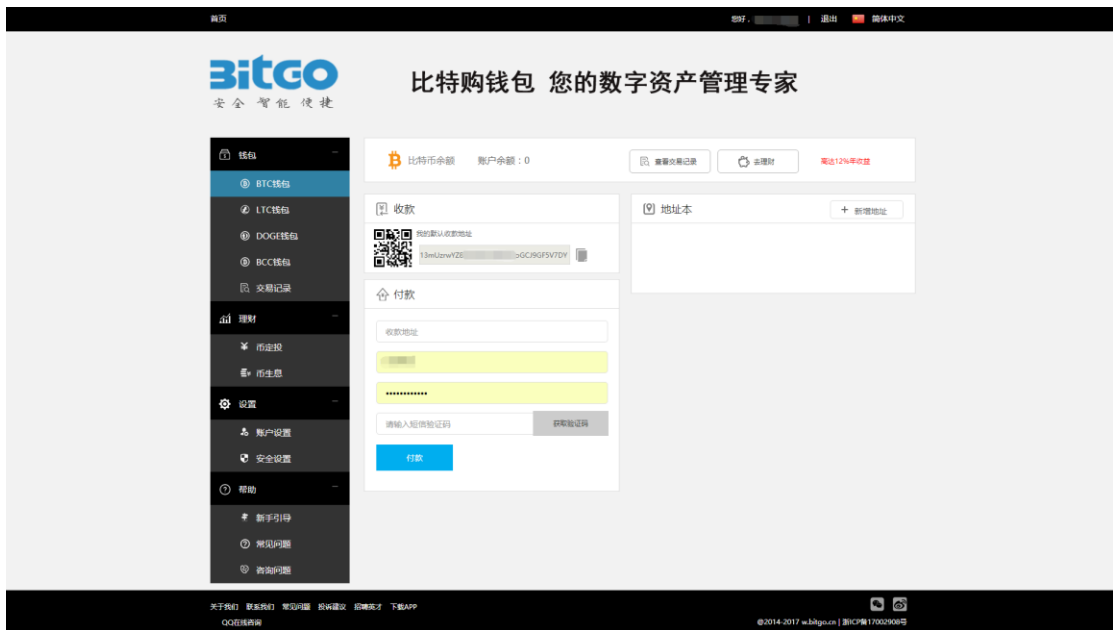 首页
您好， | 退出 简体中文
BitGO
安全 智能 便捷
比特购钱包 您的数字资产管理专家
钱包
BTC钱包
LTC钱包
DOGE钱包
BCC钱包
交易记录
理财
币定投
币生息
设置
账户设置
安全设置
帮助
新手引导
常见问题
咨询问题
比特币余额 账户余额：0
查看交易记录
去理财
高达12%年收益
收款
我的默认收款地址
13mUzrwYZ6 pGCJ9GF5V7DY
付款
收款地址
••••••••••••
请输入短信验证码
获取验证码
付款
地址本
+ 新增地址
关于我们 联系我们 常见问题 投诉建议 招聘英才 下载APP
QQ在线咨询
@2014-2017 w.bitgo.cn | 浙ICP备17002908号